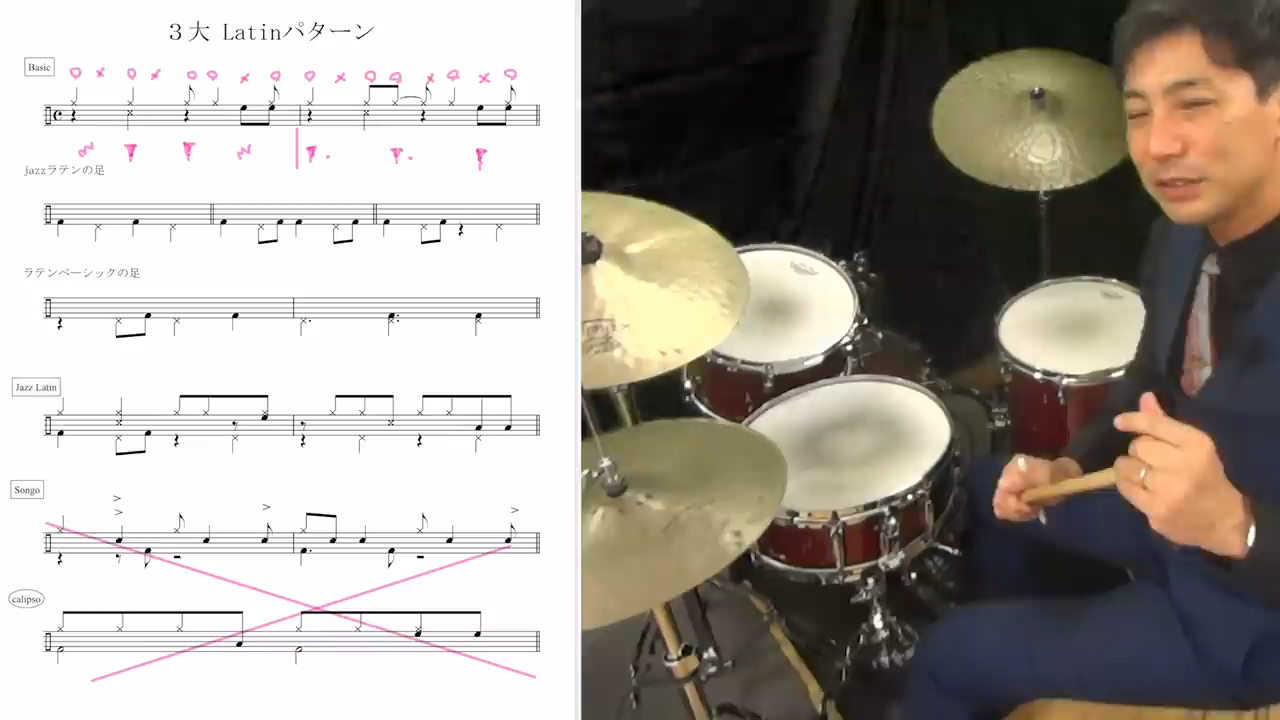 3大 Latinパターン
Basic
jazzラテンの足
ラテンベーシックの足
Jazz Latin
Songo
calipso